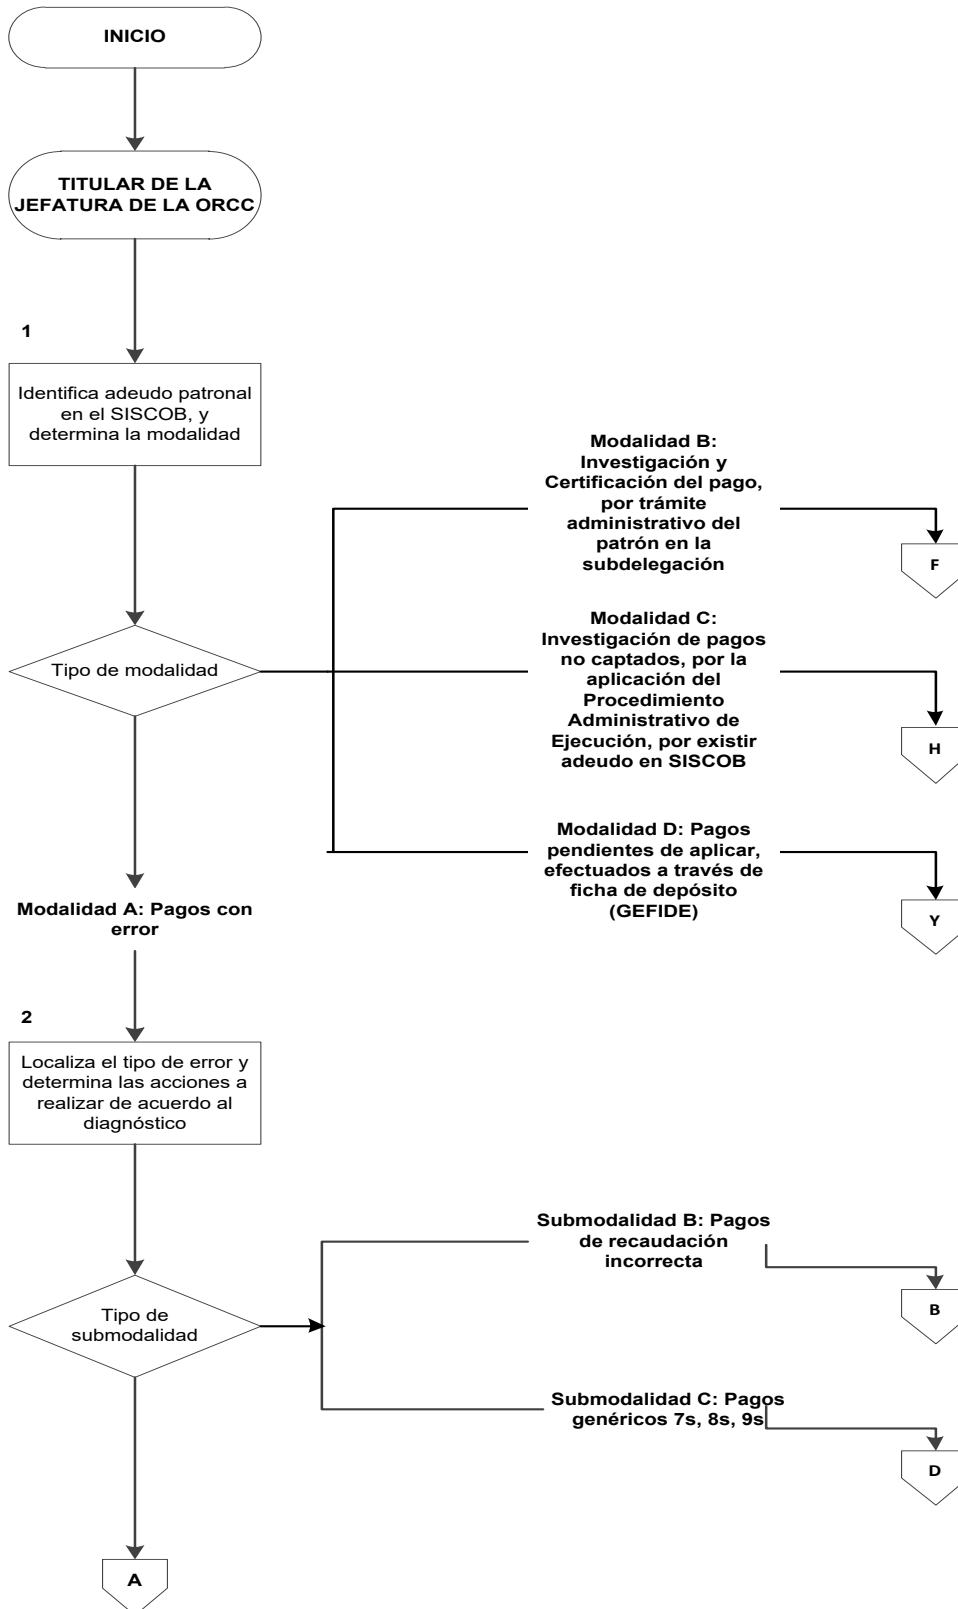 INICIO
TITULAR DE LA
JEFATURA DE LA ORCC
1
Identifica adeudo patronal
en el SISCOB, y
determina la modalidad
Tipo de modalidad
Modalidad B:
Investigación y
Certificación del pago,
por trámite
administrativo del
patrón en la
subdelegación
F
Modalidad C:
Investigación de pagos
no captados, por la
aplicación del
Procedimiento
Administrativo de
Ejecución, por existir
adeudo en SISCOB
H
Modalidad D: Pagos
pendientes de aplicar,
efectuados a través de
ficha de depósito
(GEFIDE)
Y
Modalidad A: Pagos con
error
2
Localiza el tipo de error y
determina las acciones a
realizar de acuerdo al
diagnóstico
Tipo de
submodalidad
Submodalidad B: Pagos
de recaudación
incorrecta
B
Submodalidad C: Pagos
genéricos 7s, 8s, 9s
D
A